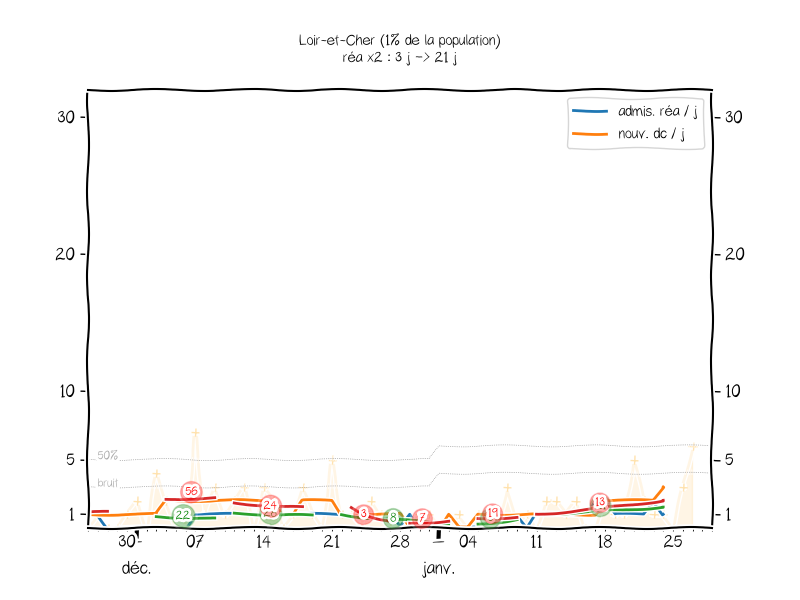 Loir-et-Cher (1% de la population)
réa x2 : 3 j -> 21 j
admis. réa / j
nouv. dc / j
30 30
20 20
10 10
5 5
1 1
50%
bruit
56
22
24
3
8
7
19
13
30 07 14 21 28 04 11 18 25
déc. janv.